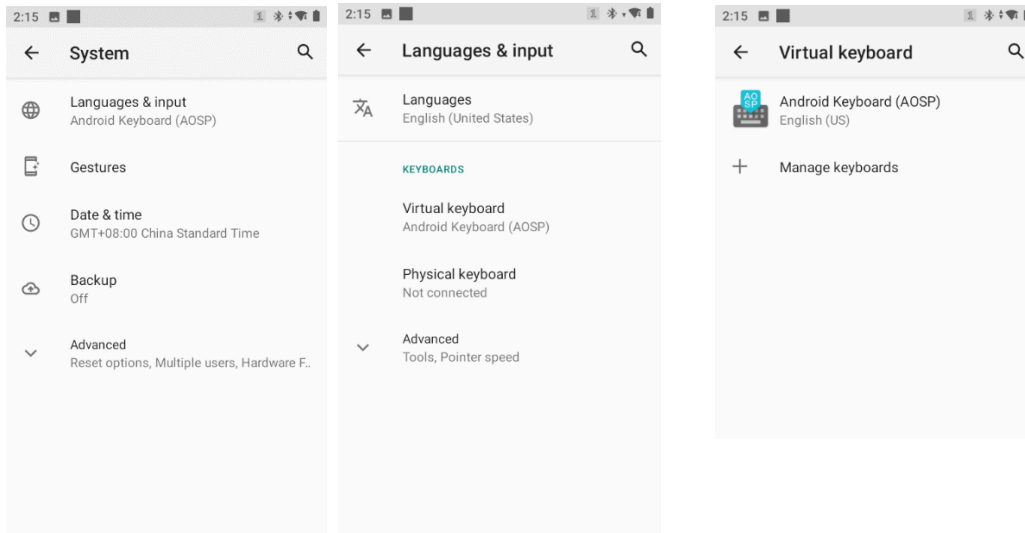 2:15
System
Languages & input
Android Keyboard (AOSP)
Gestures
Date & time
GMT+08:00 China Standard Time
Backup
Off
Advanced
Reset options, Multiple users, Hardware F..
2:15
1
Languages & input
Languages
English (United States)
KEYBOARDS
Virtual keyboard
Android Keyboard (AOSP)
Physical keyboard
Not connected
Advanced
Tools, Pointer speed
2:15
1
Virtual keyboard
AO
SP
Android Keyboard (AOSP)
English (US)
Manage keyboards